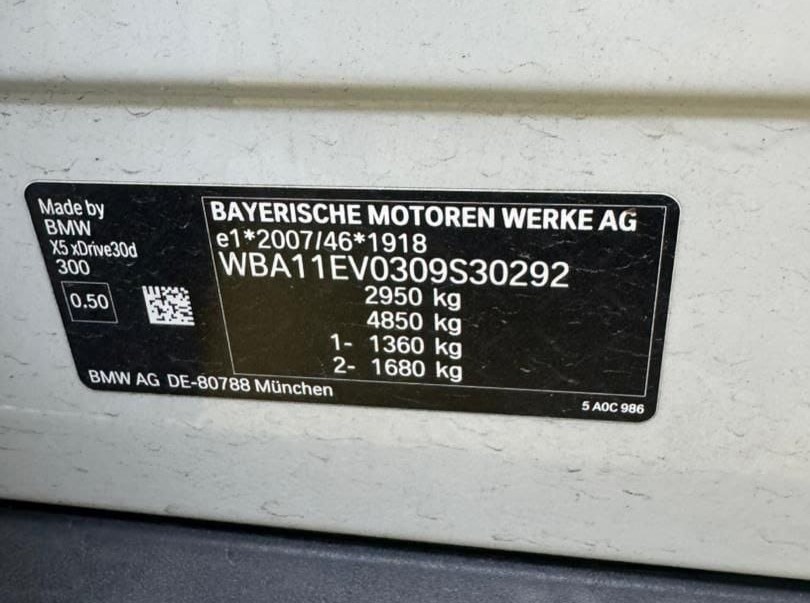 Made by
BMW
X5 xDrive30d
300
0.50
BAYERISCHE MOTOREN WERKE AG
e1*2007/46*1918
WBA11EV0309S30292
2950 kg
4850 kg
1- 1360 kg
2- 1680 kg
BMW AG DE-80788 München
5 A0C 986